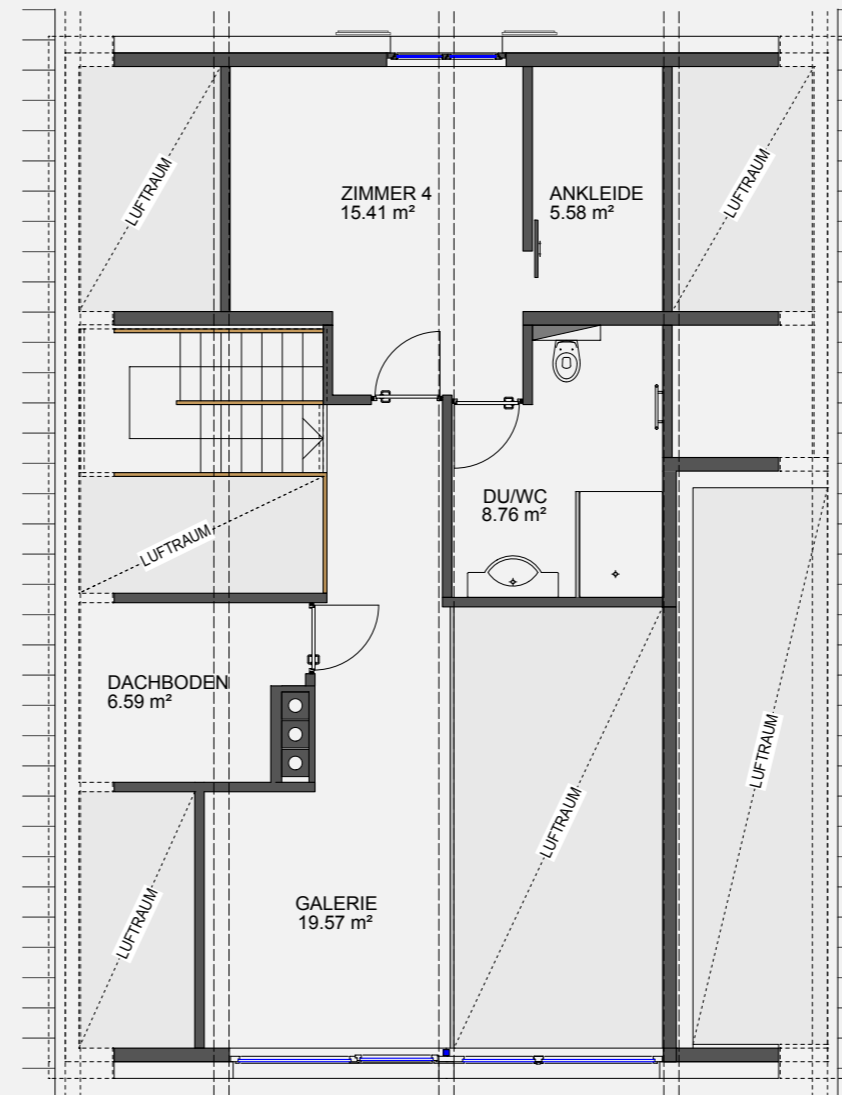 LUFTRAUM
ZIMMER 4
15.41 m²
ANKLEIDE
5.58 m²
LUFTRAUM
DU/WC
8.76 m²
LUFTRAUM
DACHBODEN
6.59 m²
LUFTRAUM
LUFTRAUM
GALERIE
19.57 m²
LUFTRAUM